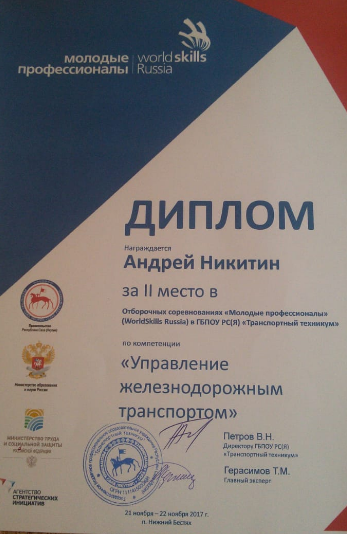 молодые профессионалы
worldskills Russia
ДИПЛОМ
Награждается
Андрей Никитин
за II место в
Отборочных соревнованиях «Молодые профессионалы»
(WorldSkills Russia) в ГБПОУ РС(Я) «Транспортный техникум»
по компетенции
«Управление
железнодорожным
транспортом»
Правительство
Республики Саха (Якутия)
Министерство образования
и науки России
МИНИСТЕРСТВО ТРУДА
И СОЦИАЛЬНОЙ ЗАЩИТЫ
РОССИЙСКОЙ ФЕДЕРАЦИИ
АГЕНТСТВО
СТРАТЕГИЧЕСКИХ
ИНИЦИАТИВ
Петров В.Н.
Директор ГБПОУ РС(Я)
«Транспортный техникум»
Герасимов Т.М.
Главный эксперт
21 ноября – 22 ноября 2017 г.
п. Нижний Бестях